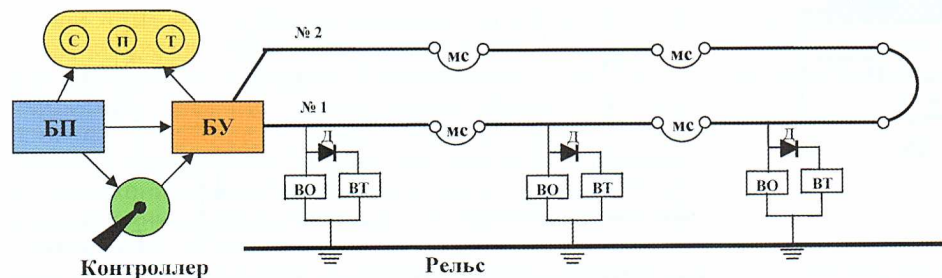 С П Т
№ 2
мс мс
БП БУ
№ 1
мс мс
Д Д Д
ВО ВТ ВО ВТ ВО ВТ
Контроллер
Рельс